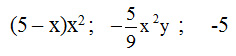 (5 – x)x² ;  –5/9 x²y ;  -5